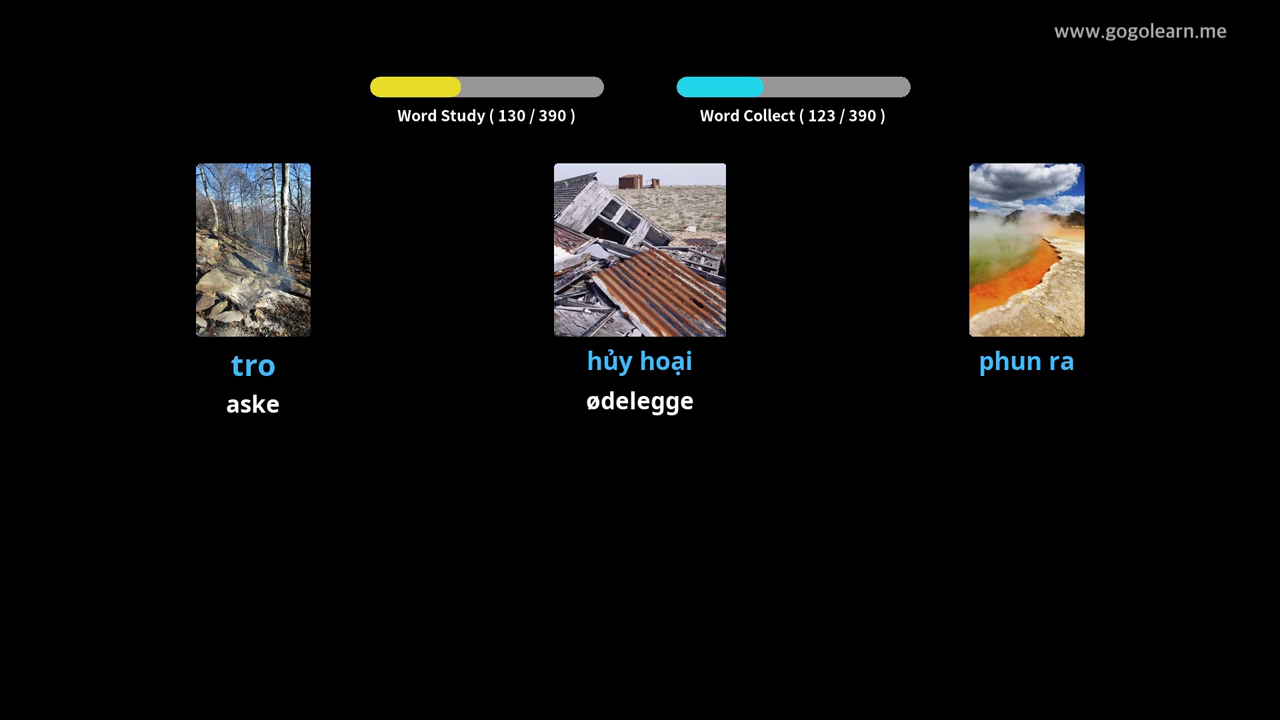 www.gogolearn.me
Word Study ( 130 / 390 )
Word Collect ( 123 / 390 )
tro
hủy hoại
phun ra
aske
ødelegge